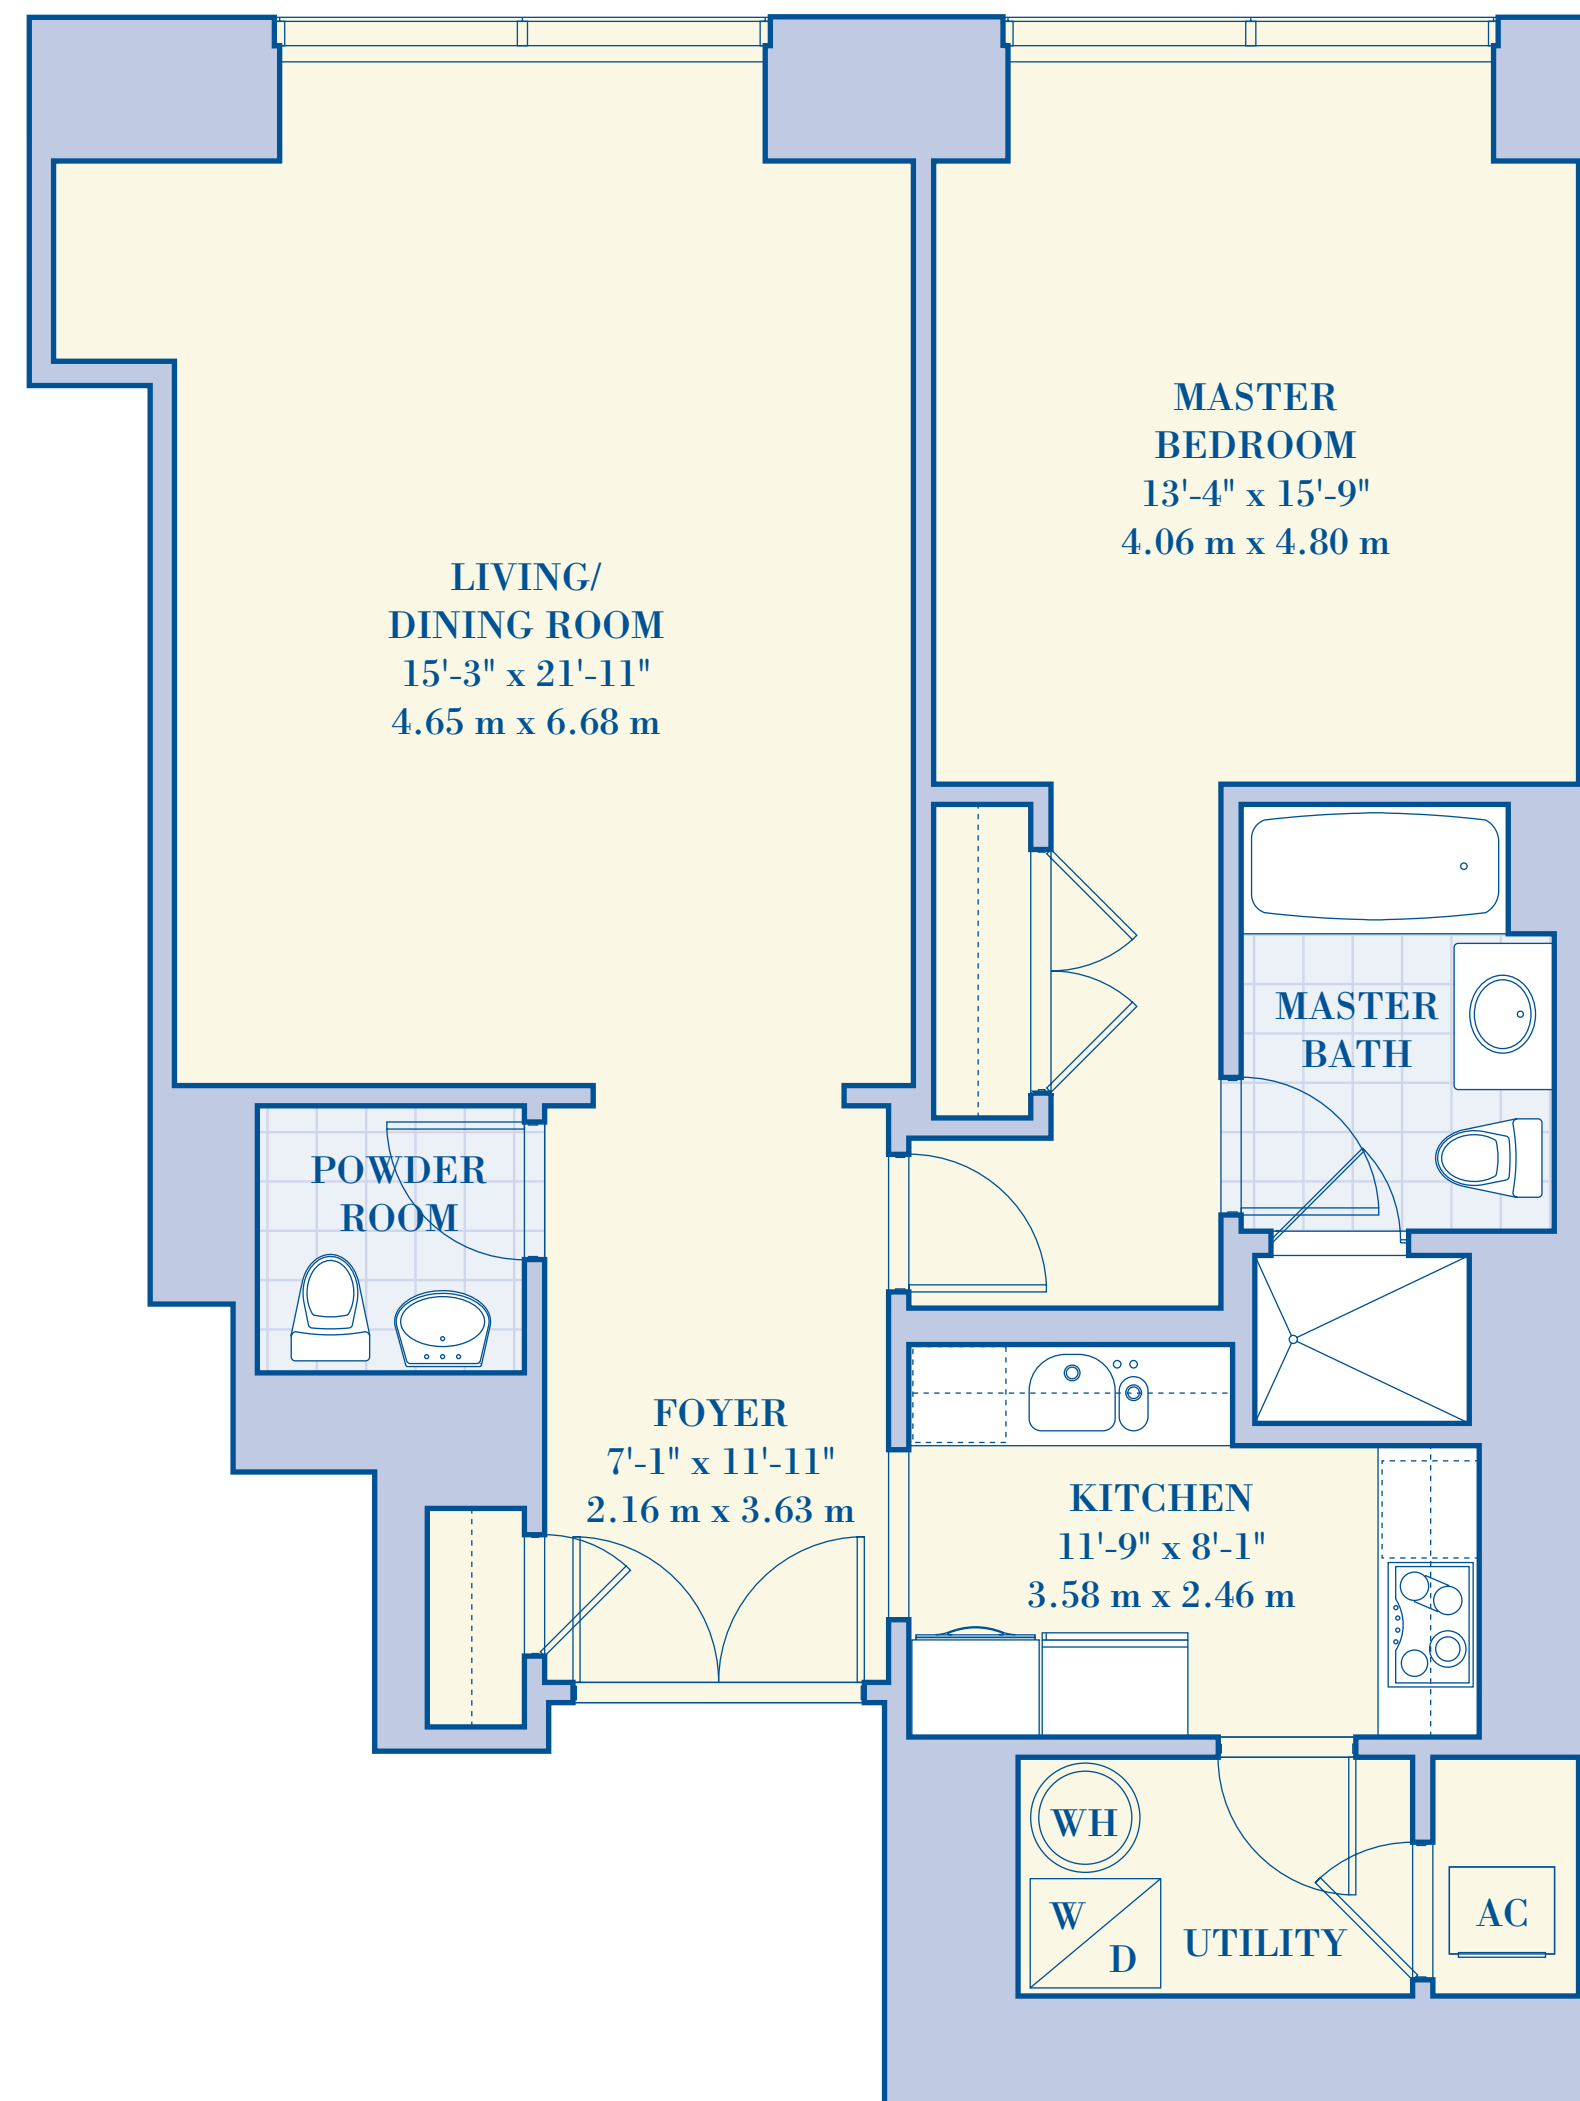 MASTER
BEDROOM
13'-4" x 15'-9"
4.06 m x 4.80 m
LIVING/
DINING ROOM
15'-3" x 21'-11"
4.65 m x 6.68 m
MASTER
BATH
POWDER
ROOM
FOYER
7'-1" x 11'-11"
2.16 m x 3.63 m
KITCHEN
11'-9" x 8'-1"
3.58 m x 2.46 m
WH
W
D
UTILITY
AC